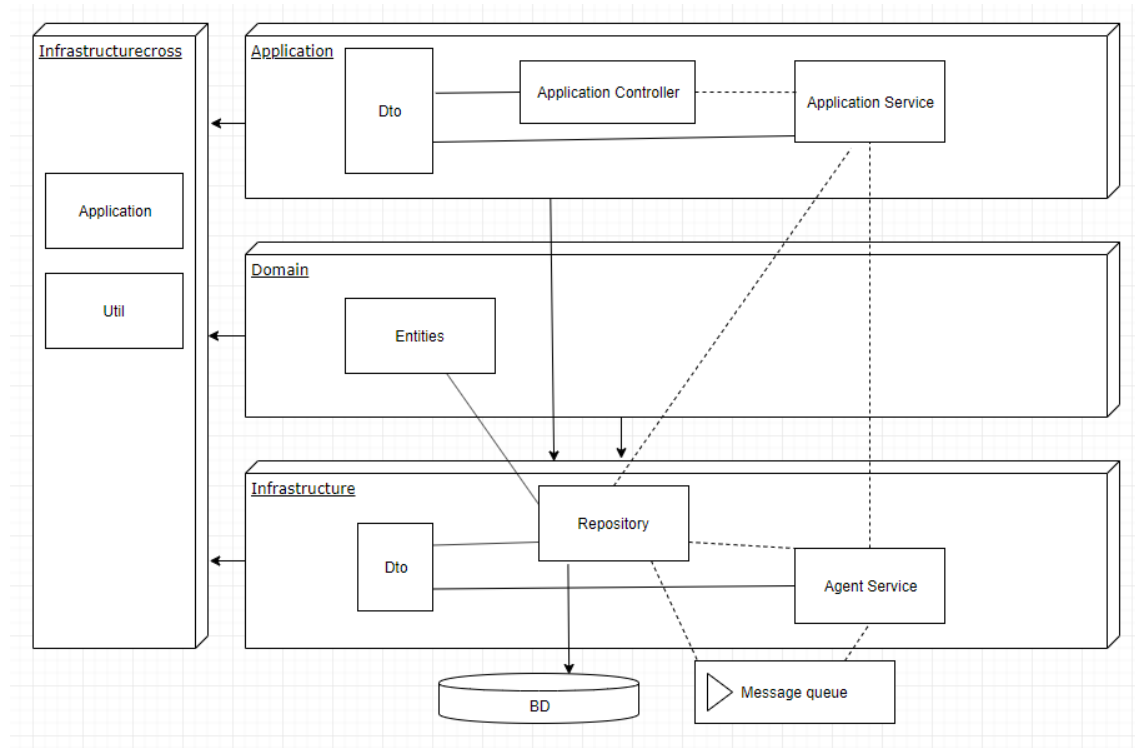 Infrastructurecross
Application
Util
Application
Dto
Application Controller
Application Service
Domain
Entities
Infrastructure
Dto
Repository
Agent Service
BD
Message queue